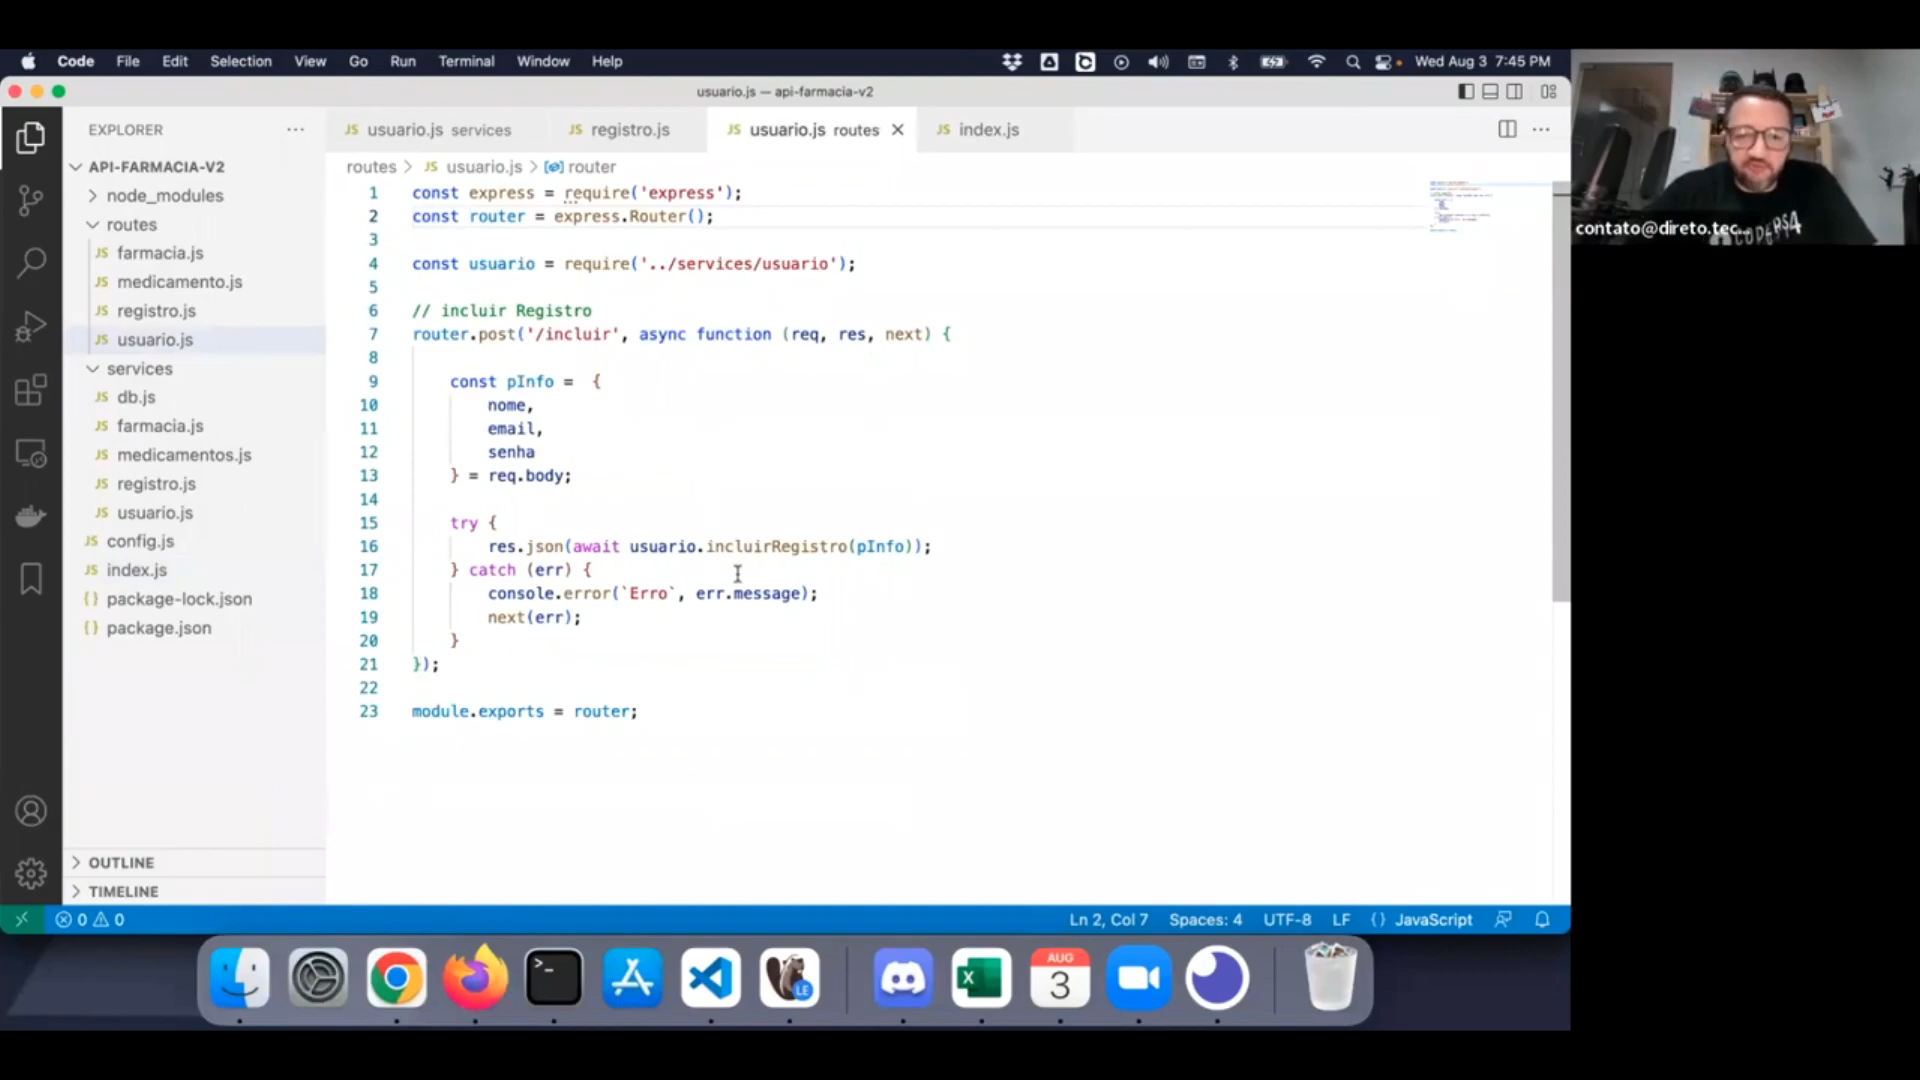 Code File Edit Selection View Go Run Terminal Window Help Wed Aug 3 7:45 PM
usuario.js — api-farmacia-v2
EXPLORER
usuario.js services registro.js usuario.js routes index.js
routes > JS usuario.js > router
API-FARMACIA-V2
node_modules
routes
JS farmacia.js
JS medicamento.js
JS registro.js
JS usuario.js
services
JS db.js
JS farmacia.js
JS medicamentos.js
JS registro.js
JS usuario.js
JS config.js
JS index.js
{} package-lock.json
{} package.json
OUTLINE
TIMELINE
1 const express = require('express');
2 const router = express.Router();
3
4 const usuario = require('../services/usuario');
5
6 // incluir Registro
7 router.post('/incluir', async function (req, res, next) {
8
9 const pInfo = {
10 nome,
11 email,
12 senha
13 } = req.body;
14
15 try {
16 res.json(await usuario.incluirRegistro(pInfo));
17 } catch (err) {
18 console.error(`Erro`, err.message);
19 next(err);
20 }
21 });
22
23 module.exports = router;
0 0 Ln 2, Col 7 Spaces: 4 UTF-8 LF {} JavaScript
contato@direto.tec...
LE
AUG
3